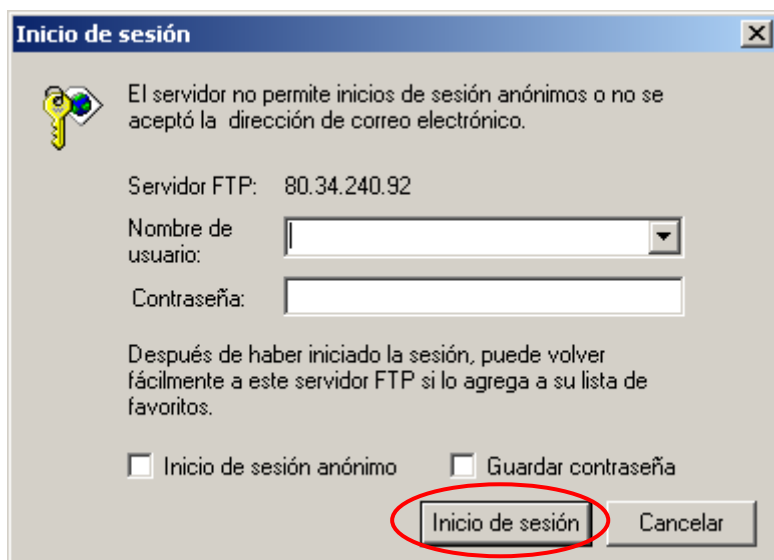 Inicio de sesión
El servidor no permite inicios de sesión anónimos o no se
aceptó la dirección de correo electrónico.
Servidor FTP: 80.34.240.92
Nombre de
usuario:
Contraseña:
Después de haber iniciado la sesión, puede volver
fácilmente a este servidor FTP si lo agrega a su lista de
favoritos.
Inicio de sesión anónimo Guardar contraseña
Inicio de sesión Cancelar